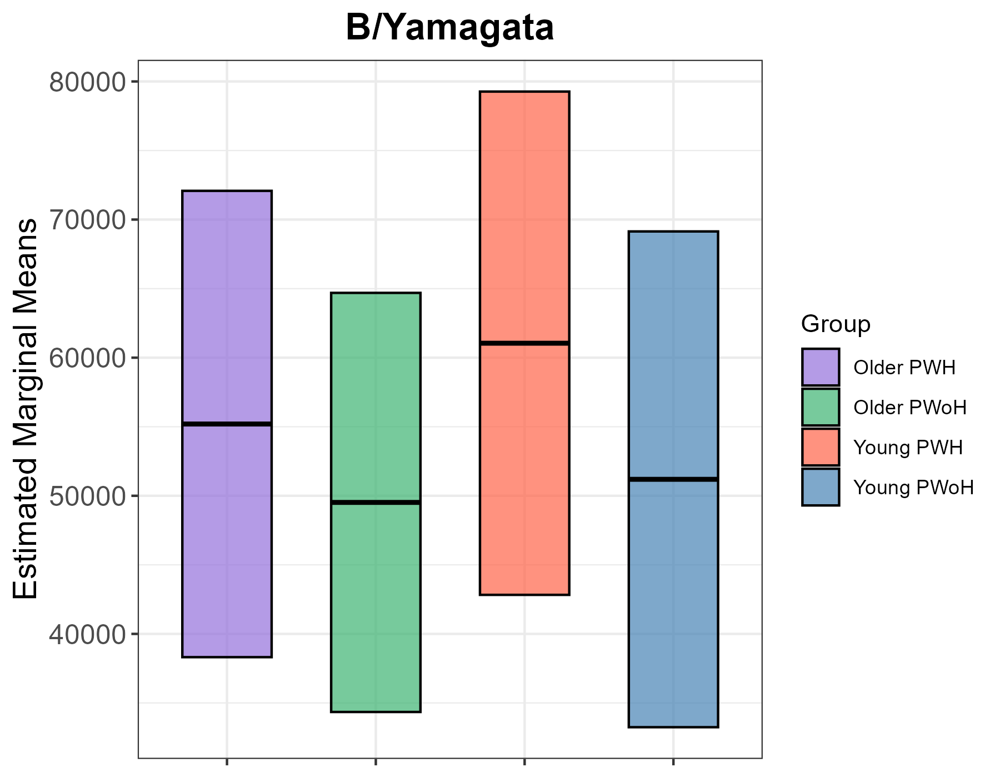 B/Yamagata
Estimated Marginal Means
80000
70000
60000
50000
40000
Group
Older PWH
Older PWoH
Young PWH
Young PWoH